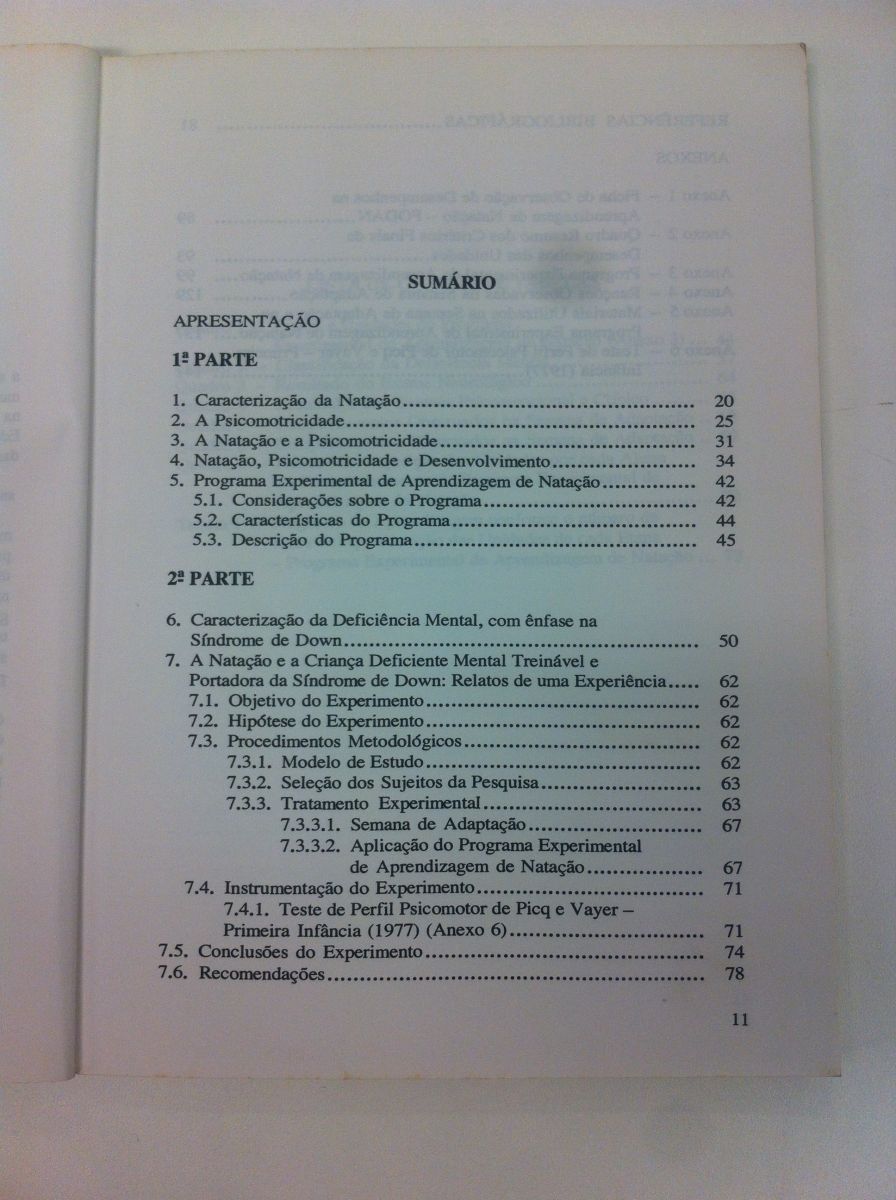 SUMÁRIO
APRESENTAÇÃO
1ª PARTE
1. Caracterização da Natação................................................ 20
2. A Psicomotricidade.......................................................... 25
3. A Natação e a Psicomotricidade.......................................... 31
4. Natação, Psicomotricidade e Desenvolvimento........................ 34
5. Programa Experimental de Aprendizagem de Natação................ 42
5.1. Considerações sobre o Programa.................................... 42
5.2. Características do Programa......................................... 44
5.3. Descrição do Programa............................................... 45
2ª PARTE
6. Caracterização da Deficiência Mental, com ênfase na
Síndrome de Down........................................................... 50
7. A Natação e a Criança Deficiente Mental Treinável e
Portadora da Síndrome de Down: Relatos de uma Experiência..... 62
7.1. Objetivo do Experimento.............................................. 62
7.2. Hipótese do Experimento.............................................. 62
7.3. Procedimentos Metodológicos........................................ 62
7.3.1. Modelo de Estudo.............................................. 62
7.3.2. Seleção dos Sujeitos da Pesquisa........................... 63
7.3.3. Tratamento Experimental..................................... 63
7.3.3.1. Semana de Adaptação............................. 67
7.3.3.2. Aplicação do Programa Experimental
de Aprendizagem de Natação................... 67
7.4. Instrumentação do Experimento...................................... 71
7.4.1. Teste de Perfil Psicomotor de Picq e Vayer –
Primeira Infância (1977) (Anexo 6)................................ 71
7.5. Conclusões do Experimento.............................................. 74
7.6. Recomendações.............................................................. 78
11